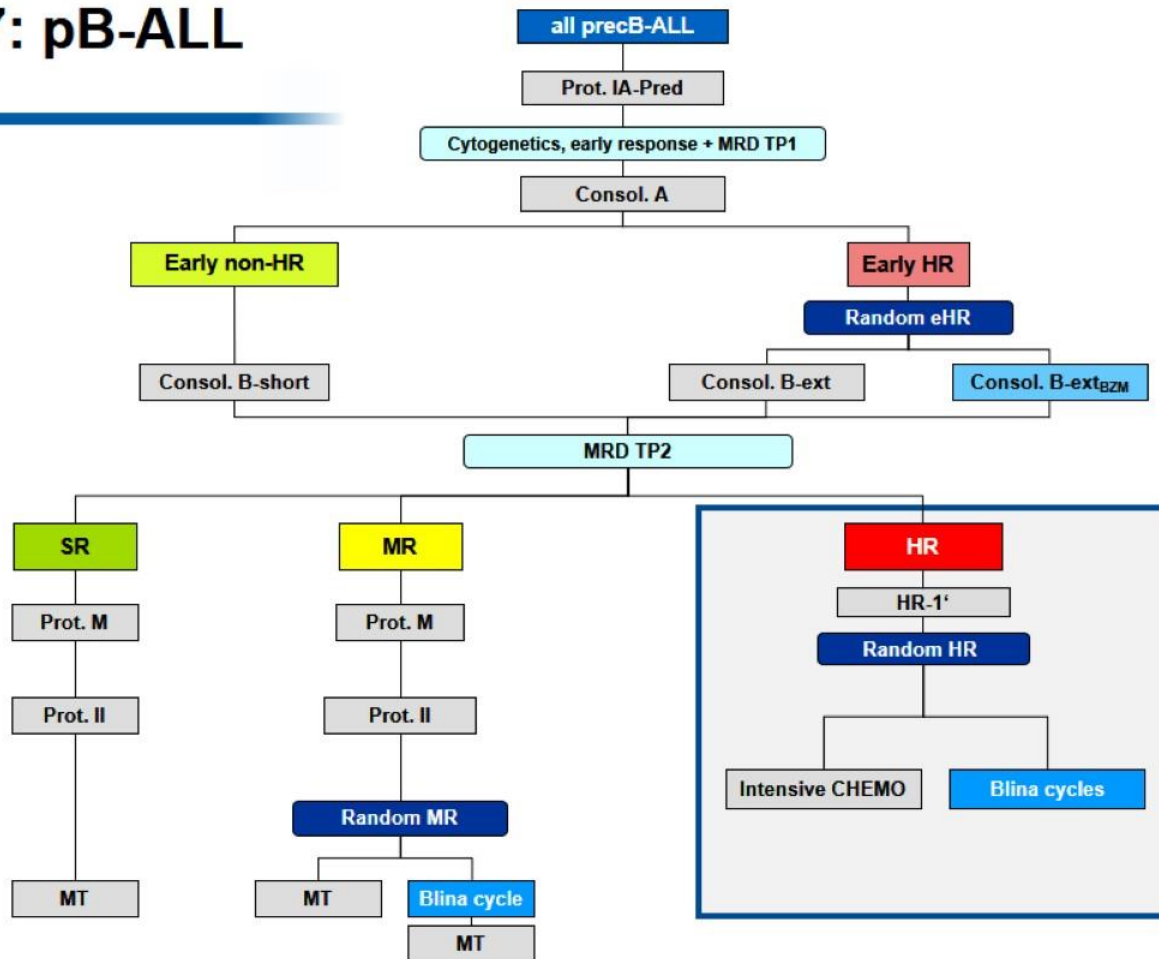 7: pB-ALL
all precB-ALL
Prot. IA-Pred
Cytogenetics, early response + MRD TP1
Consol. A
Early non-HR
Early HR
Random eHR
Consol. B-short
Consol. B-ext
Consol. B-extBZM
MRD TP2
SR
MR
HR
Prot. M
Prot. M
HR-1‘
Random HR
Prot. II
Prot. II
Intensive CHEMO
Blina cycles
Random MR
MT
MT
Blina cycle
MT